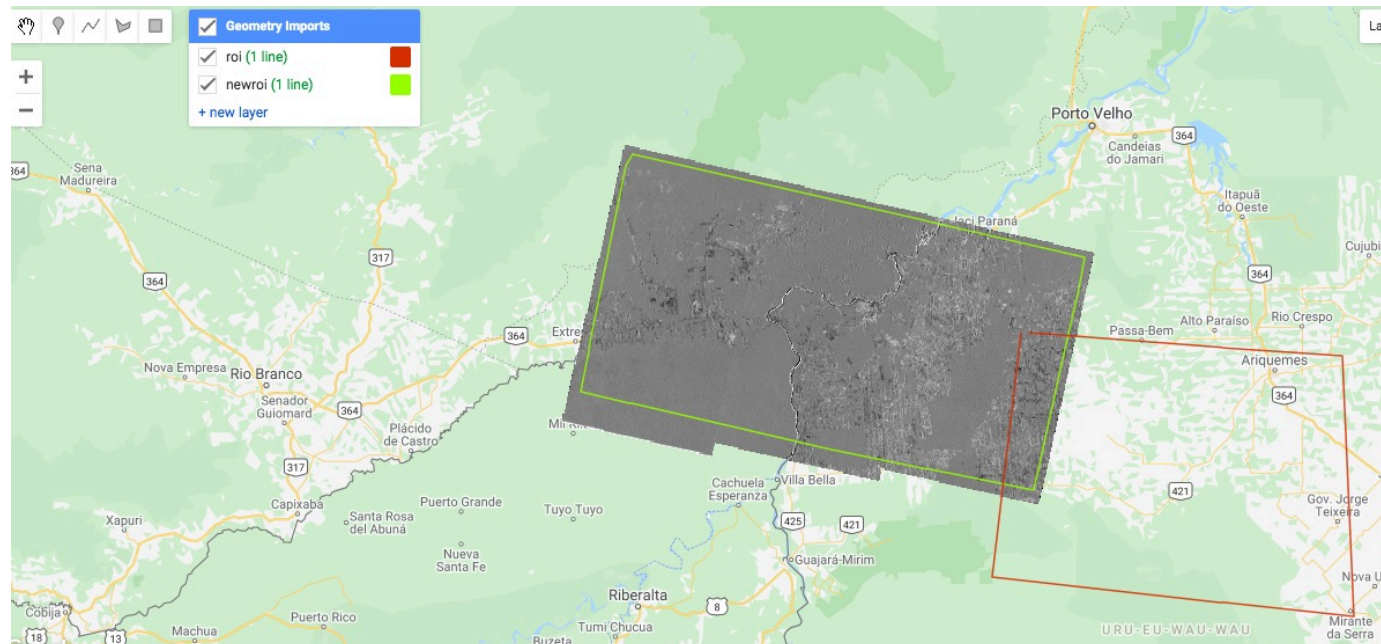 Geometry Imports
roi (1 line)
newroi (1 line)
+ new layer
La
+
−
Porto Velho
364
Candeias
do Jamari
364
Sena
Madureira
Itapuã
do Oeste
Jaci Paraná
Cujubi
317
364
364
364
Extre
Passa-Bem
Alto Paraíso
Rio Crespo
Nova Empresa
Rio Branco
Ariquemes
Senador
Guiomard
364
364
Plácido
de Castro
317
Cachuela
Esperanza
Villa Bella
421
Capixaba
Puerto Grande
Tuyo Tuyo
Gov. Jorge
Teixeira
Xapuri
Santa Rosa
del Abuná
425
421
Nueva
Santa Fe
Guajará-Mirim
Nova U
Cobija
Riberalta
8
Puerto Rico
Mirante
da Serra
18
13
Machua
Tumi Chucua
Buzeta
URU-EU-WAU-WAU